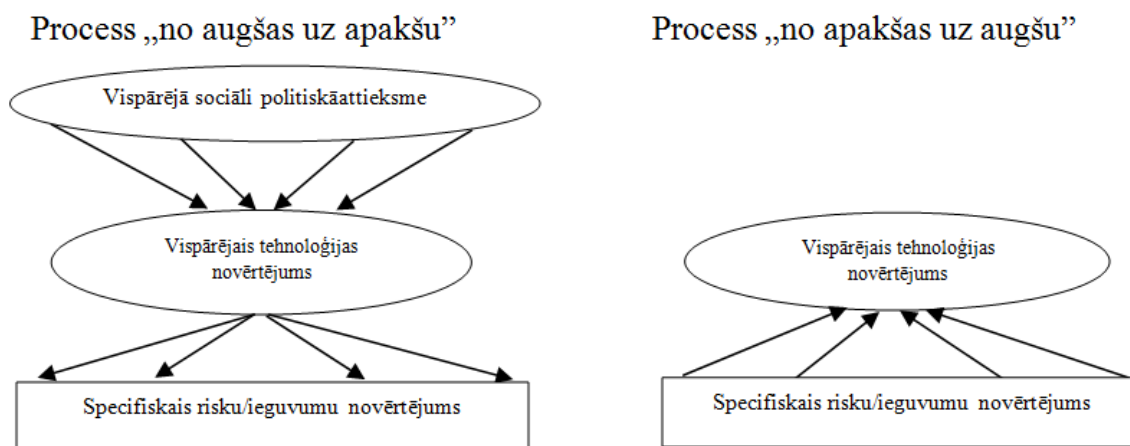 Process „no augšas uz apakšu”
Vispārējā sociāli politiskāattieksme
Vispārējais tehnoloģijas
novērtējums
Specifiskais risku/ieguvumu novērtējums
Process „no apakšas uz augšu”
Vispārējais tehnoloģijas
novērtējums
Specifiskais risku/ieguvumu novērtējums